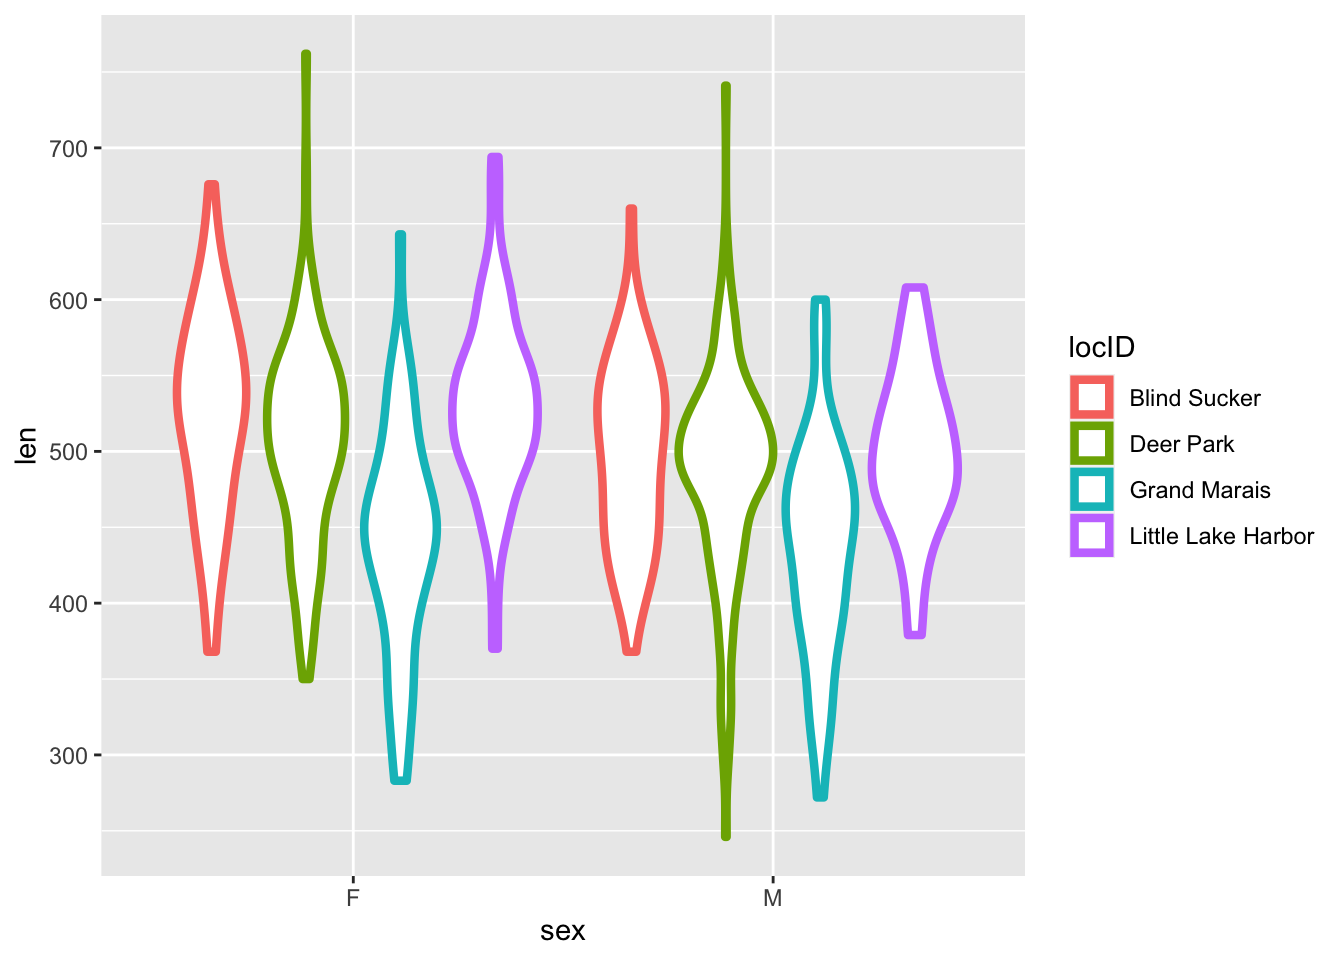 len
700
600
500
400
300
F
M
sex
locID
Blind Sucker
Deer Park
Grand Marais
Little Lake Harbor